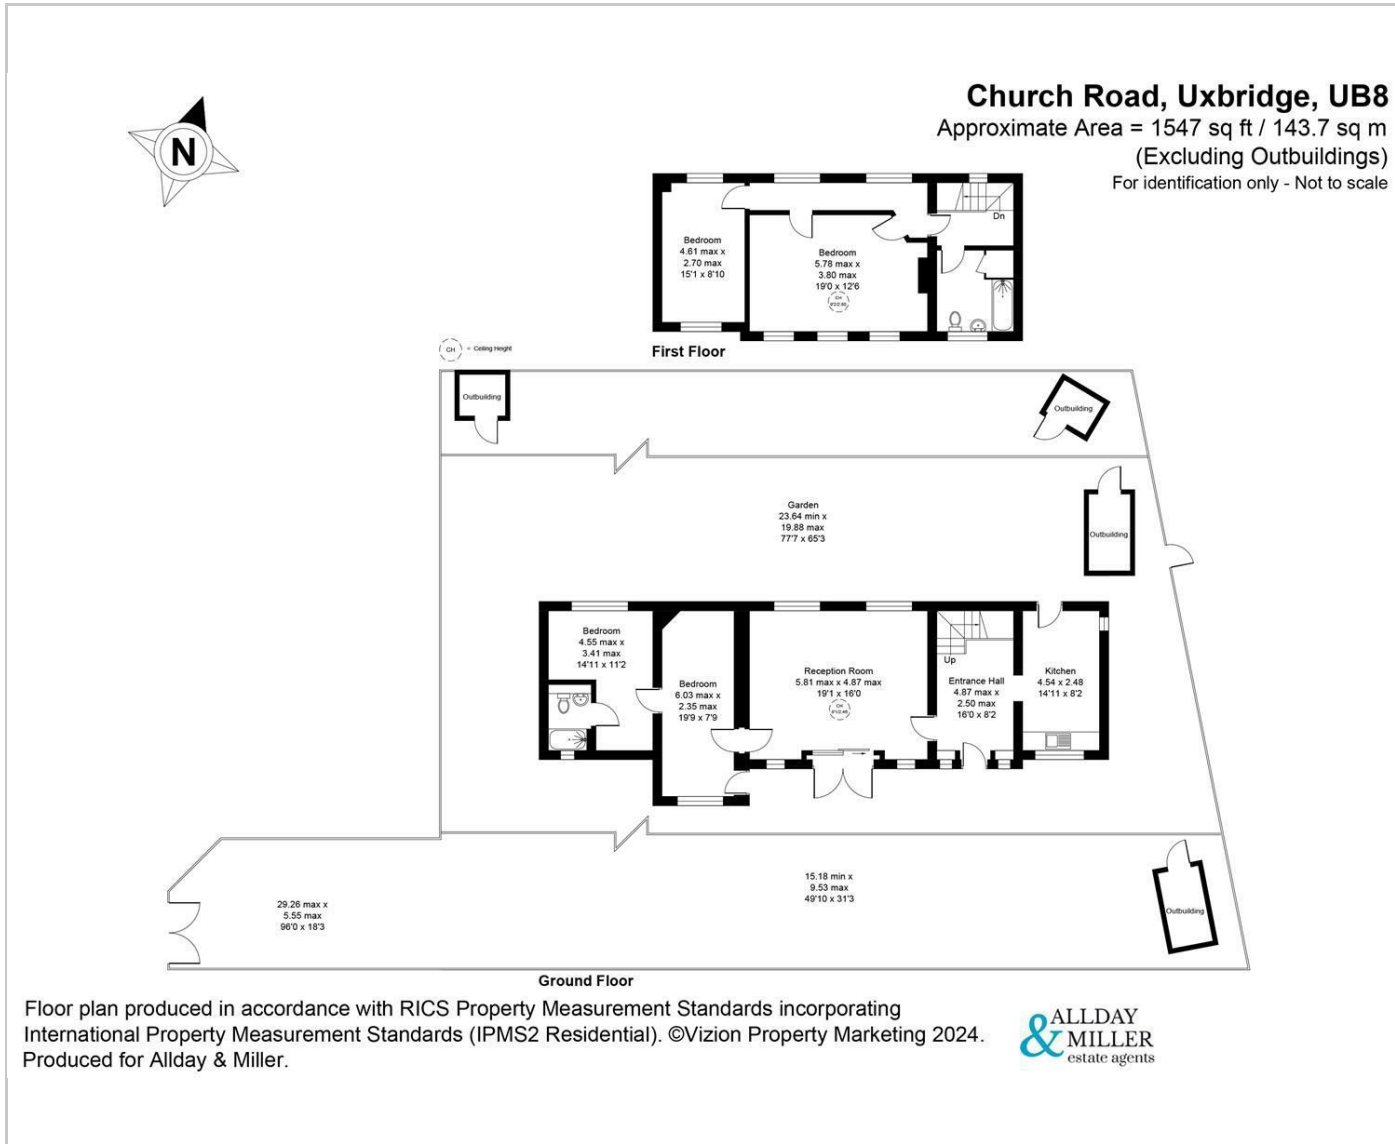 Church Road, Uxbridge, UB8
Approximate Area = 1547 sq ft / 143.7 sq m
(Excluding Outbuildings)
For identification only - Not to scale
N
Bedroom
4.61 max x
2.70 max
15'1 x 8'10
Bedroom
5.78 max x
3.80 max
19'0 x 12'6
CH
Dn
First Floor
CH = Ceiling Height
Outbuilding
Outbuilding
Garden
23.64 min x
19.88 max
77'7 x 65'3
Outbuilding
Bedroom
4.55 max x
3.41 max
14'11 x 11'2
Bedroom
6.03 max x
2.35 max
19'9 x 7'9
Reception Room
5.81 max x 4.87 max
19'1 x 16'0
CH
Up
Entrance Hall
4.87 max x
2.50 max
16'0 x 8'2
Kitchen
4.54 x 2.48
14'11 x 8'2
29.26 max x
5.55 max
96'0 x 18'3
15.18 min x
9.53 max
49'10 x 31'3
Outbuilding
Ground Floor
Floor plan produced in accordance with RICS Property Measurement Standards incorporating
International Property Measurement Standards (IPMS2 Residential). ©Vizion Property Marketing 2024.
Produced for Allday & Miller.
ALLDAY
& MILLER
estate agents